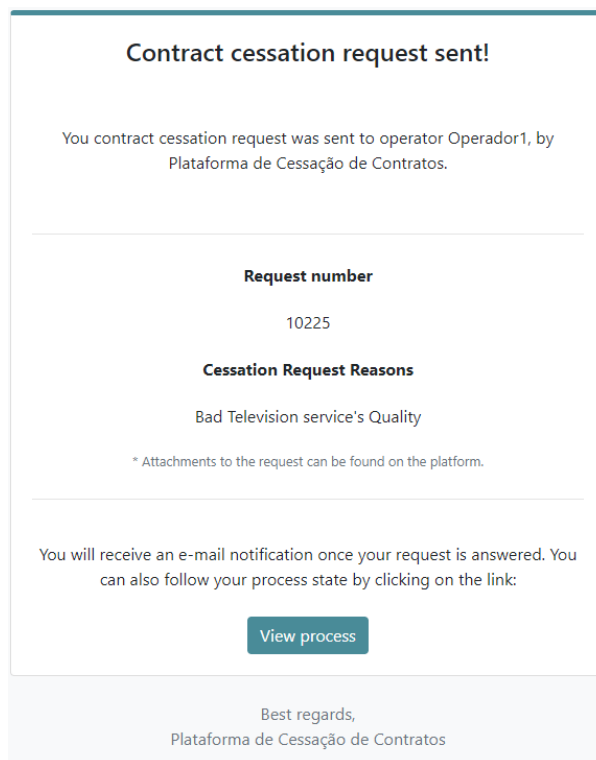 Contract cessation request sent!
You contract cessation request was sent to operator Operador1, by
Plataforma de Cessação de Contratos.
Request number
10225
Cessation Request Reasons
Bad Television service's Quality
* Attachments to the request can be found on the platform.
You will receive an e-mail notification once your request is answered. You
can also follow your process state by clicking on the link:
View process
Best regards,
Plataforma de Cessação de Contratos